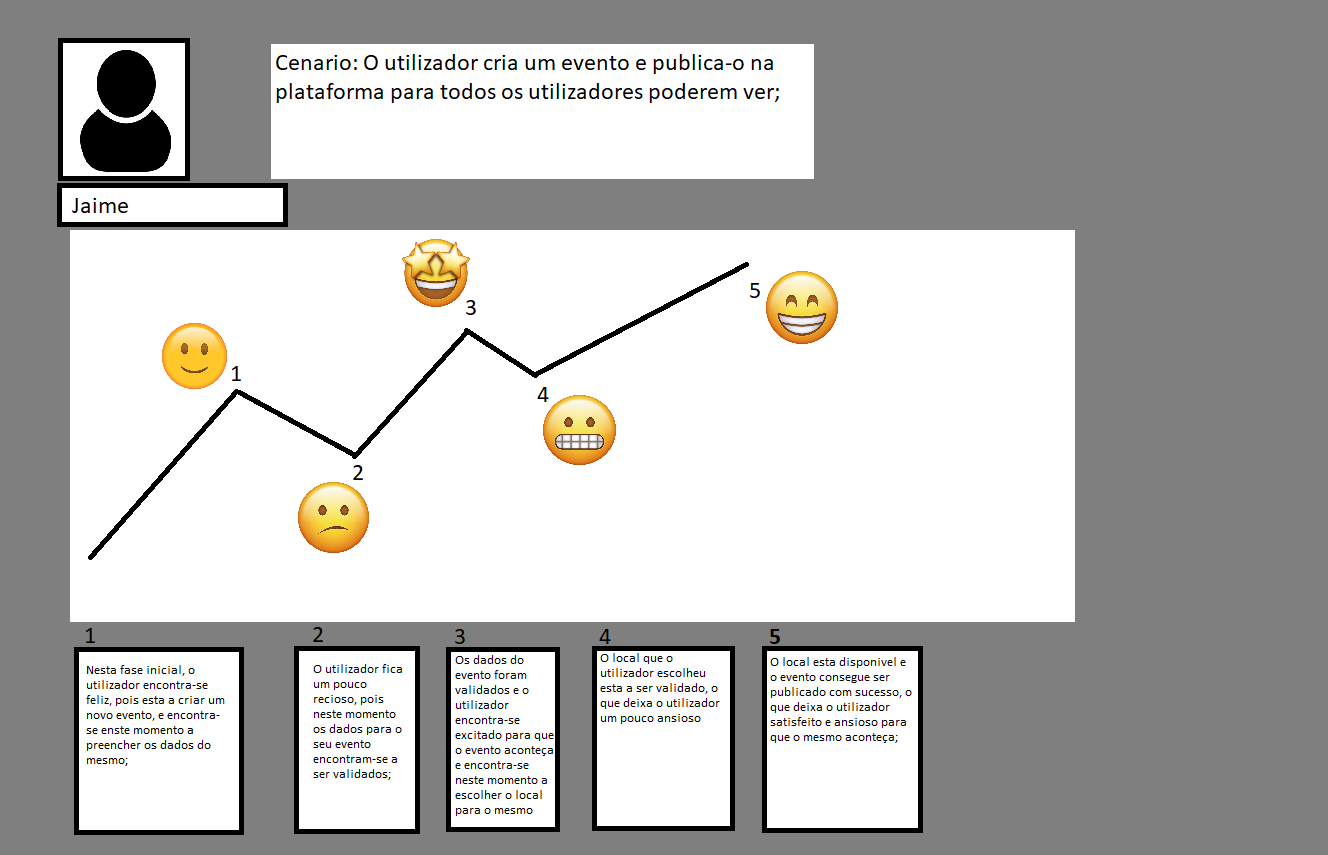 Cenario: O utilizador cria um evento e publica-o na
plataforma para todos os utilizadores poderem ver;
Jaime
1
2
3
4
5
1
Nesta fase inicial, o
utilizador encontra-se
feliz, pois esta a criar um
novo evento, e encontra-
se enste momento a
preencher os dados do
mesmo;
2
O utilizador fica
um pouco
recioso, pois
neste momento
os dados para o
seu evento
encontram-se a
ser validados;
3
Os dados do
evento foram
validados e o
utilizador
encontra-se
excitado para que
o evento aconteça
e encontra-se
neste momento a
escolher o local
para o mesmo
4
O local que o
utilizador escolheu
esta a ser validado, o
que deixa o utilizador
um pouco ansioso
5
O local esta disponivel e
o evento consegue ser
publicado com sucesso, o
que deixa o utilizador
satisfeito e ansioso para
que o mesmo aconteça;